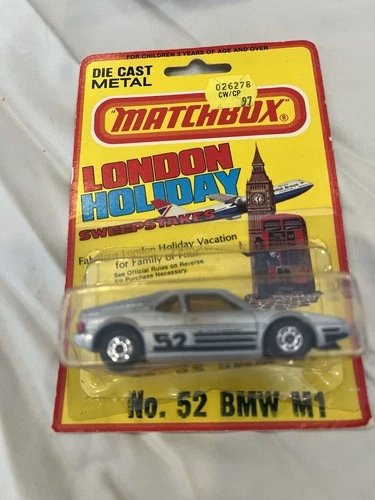 FOR CHILDREN 3 YEARS OF AGE AND OVER
DIE CAST
METAL
026278
CW/CP
97
"MATCHBOX"
LONDON
HOLIDAY
SWEEPSTAKES
London Holiday Vacation
for Family of Four
See Official Rules on Reverse.
No Purchase Necessary.
52
No. 52 BMW M1